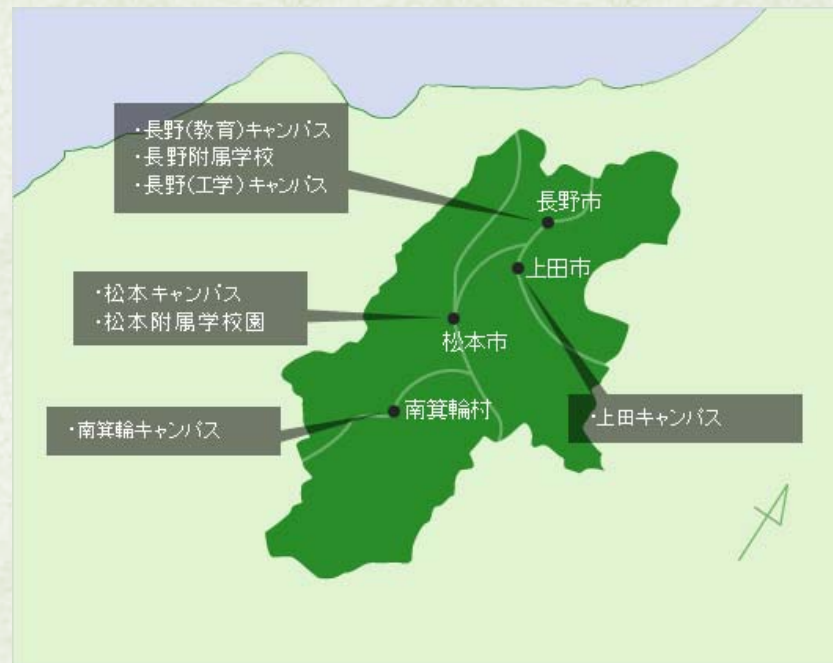 ・長野(教育)キャンパス
・長野附属学校
・長野(工学)キャンパス
長野市
上田市
・松本キャンパス
・松本附属学校園
松本市
南箕輪村
・上田キャンパス
・南箕輪キャンパス